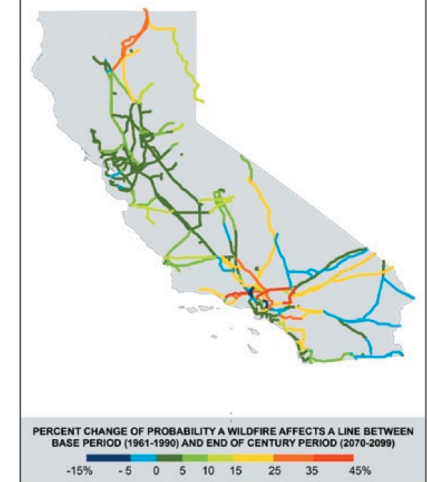 PERCENT CHANGE OF PROBABILITY A WILDFIRE AFFECTS A LINE BETWEEN
BASE PERIOD (1961-1990) AND END OF CENTURY PERIOD (2070-2099)
-15% - 5 0 5 10 15 25 35 45%